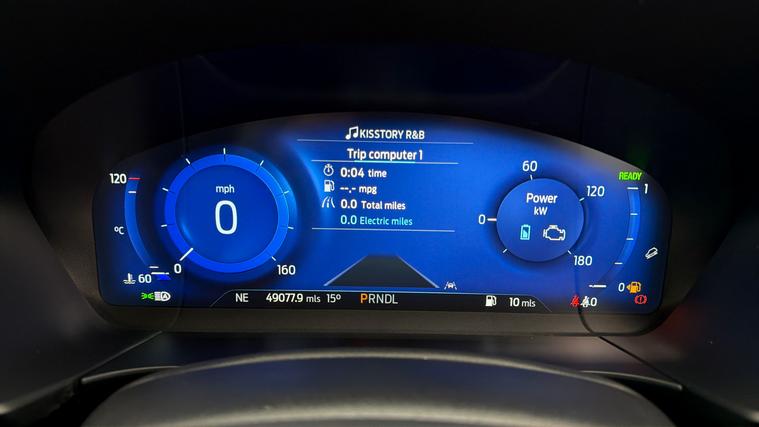 KISSTORY R&B
Trip computer 1
0:04 time
--.- mpg
0.0 Total miles
0.0 Electric miles
120
ºC
60
mph
0
0
160
60
0
120
180
Power
kW
READY
1
0
NE 49077.9 mls 15º PRNDL 10 mls